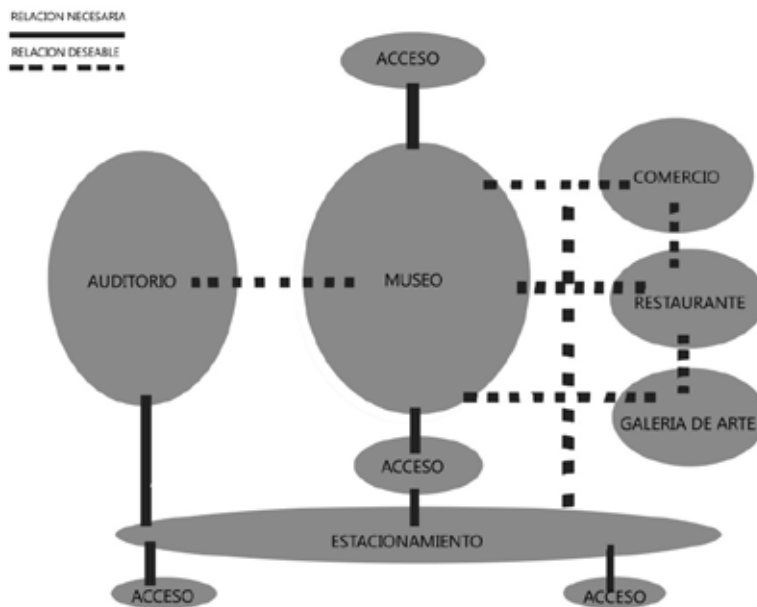 RELACION NECESARIA
RELACION DESEABLE
ACCESO
COMERCIO
AUDITORIO
MUSEO
RESTAURANTE
GALERIA DE ARTE
ACCESO
ESTACIONAMIENTO
ACCESO
ACCESO